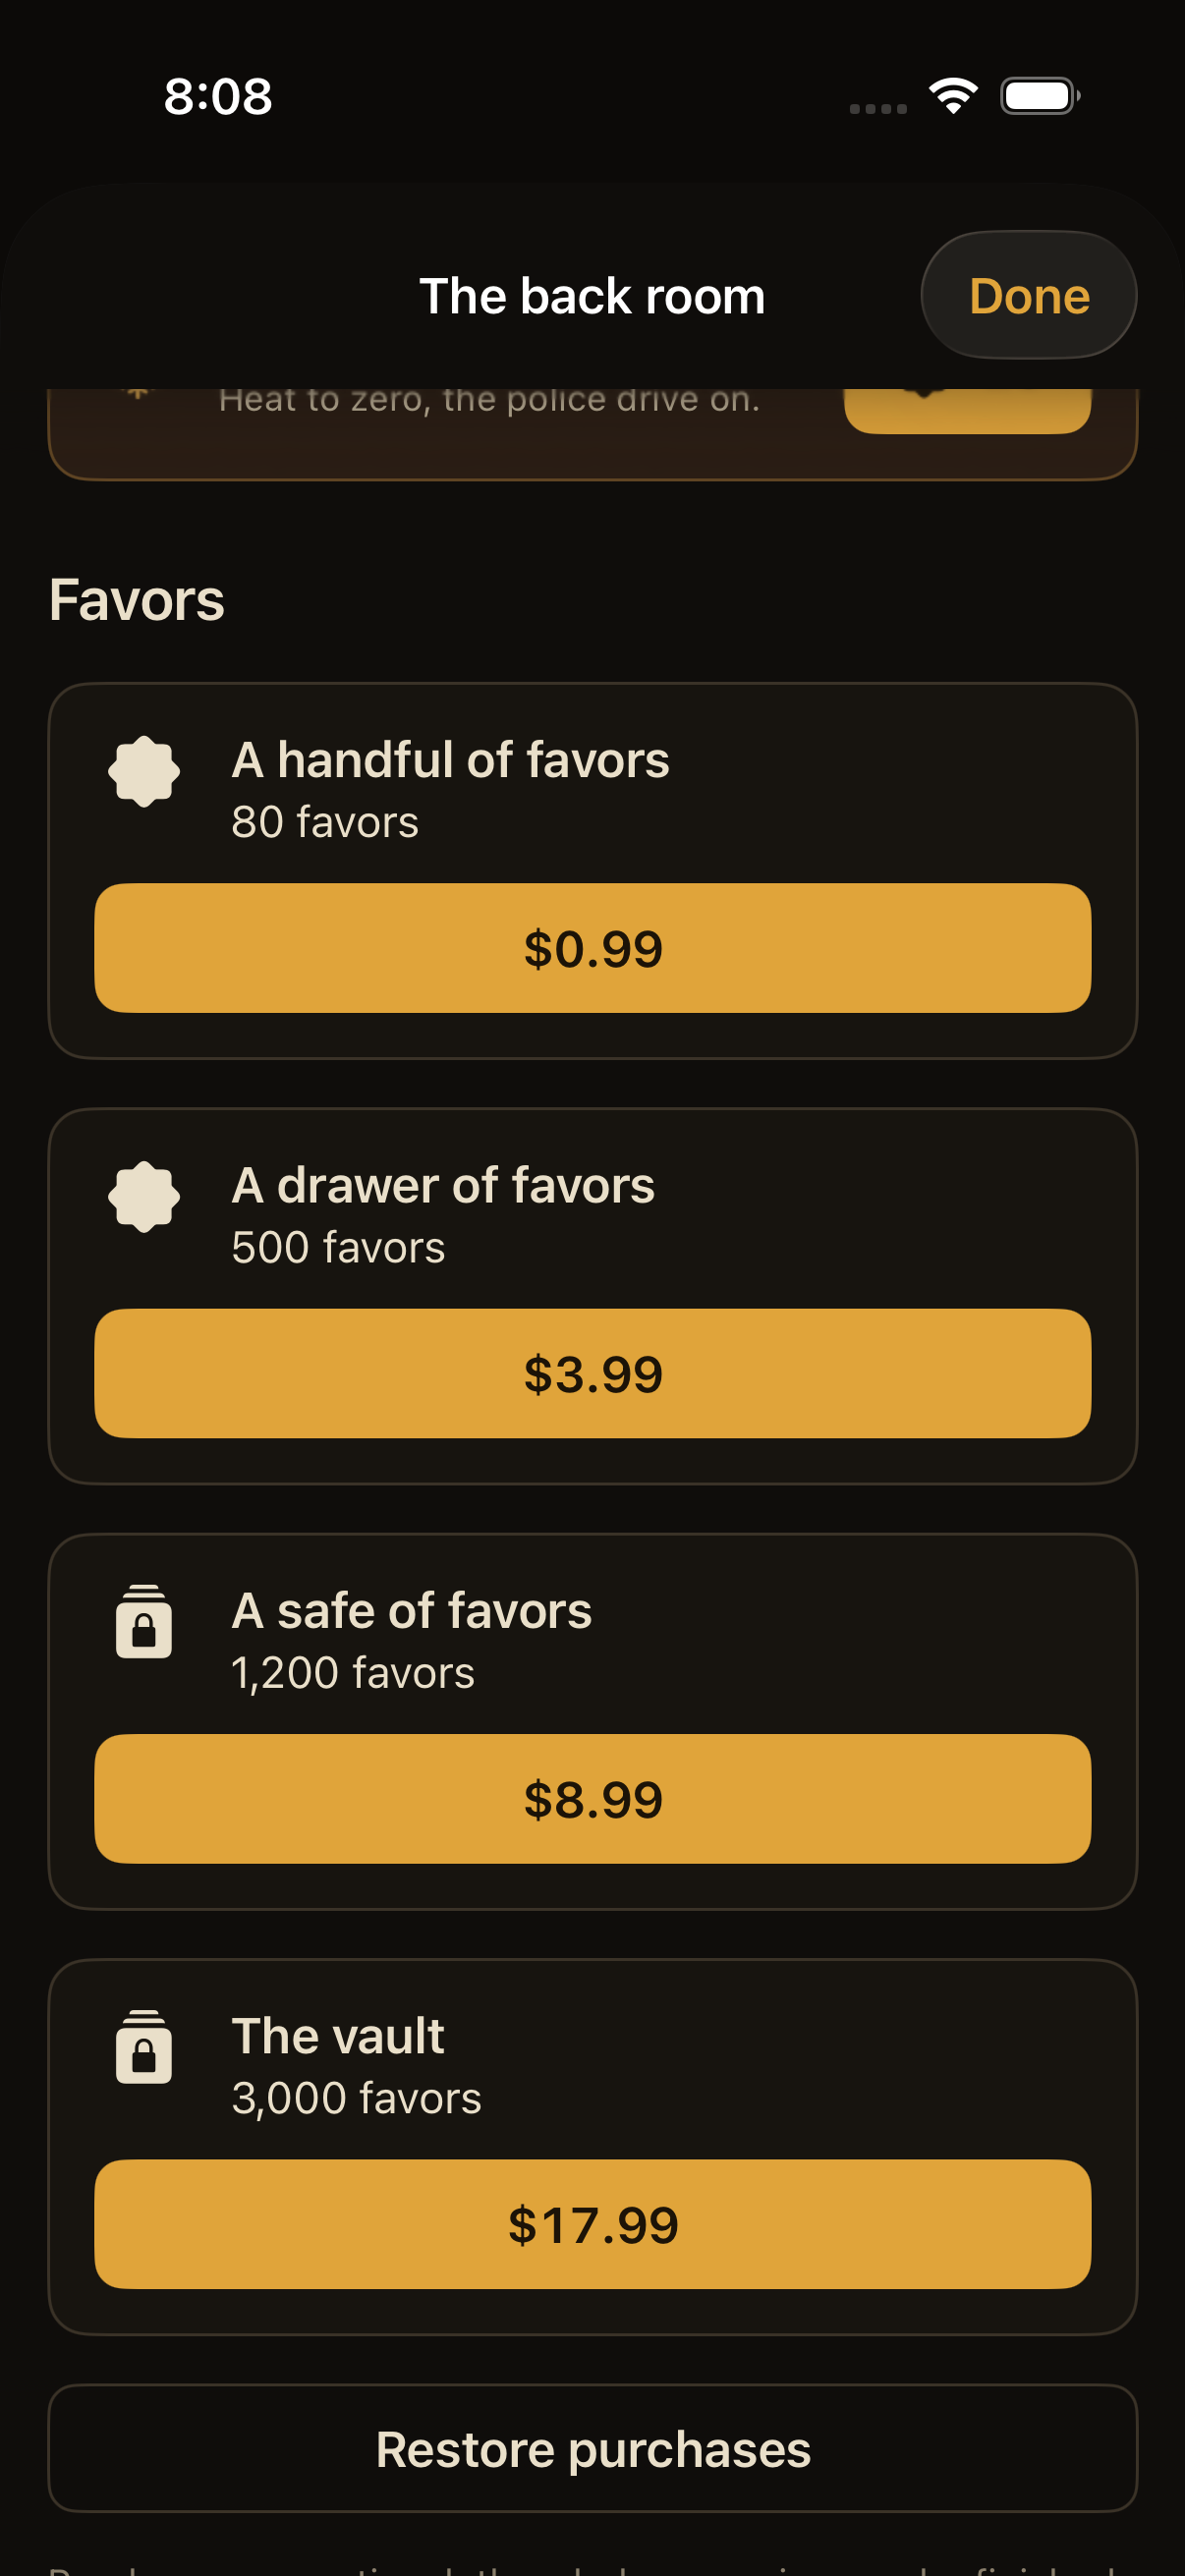 8:08
The back room
Done
Heat to zero, the police drive on.
Favors
A handful of favors
80 favors
$0.99
A drawer of favors
500 favors
$3.99
A safe of favors
1,200 favors
$8.99
The vault
3,000 favors
$17.99
Restore purchases